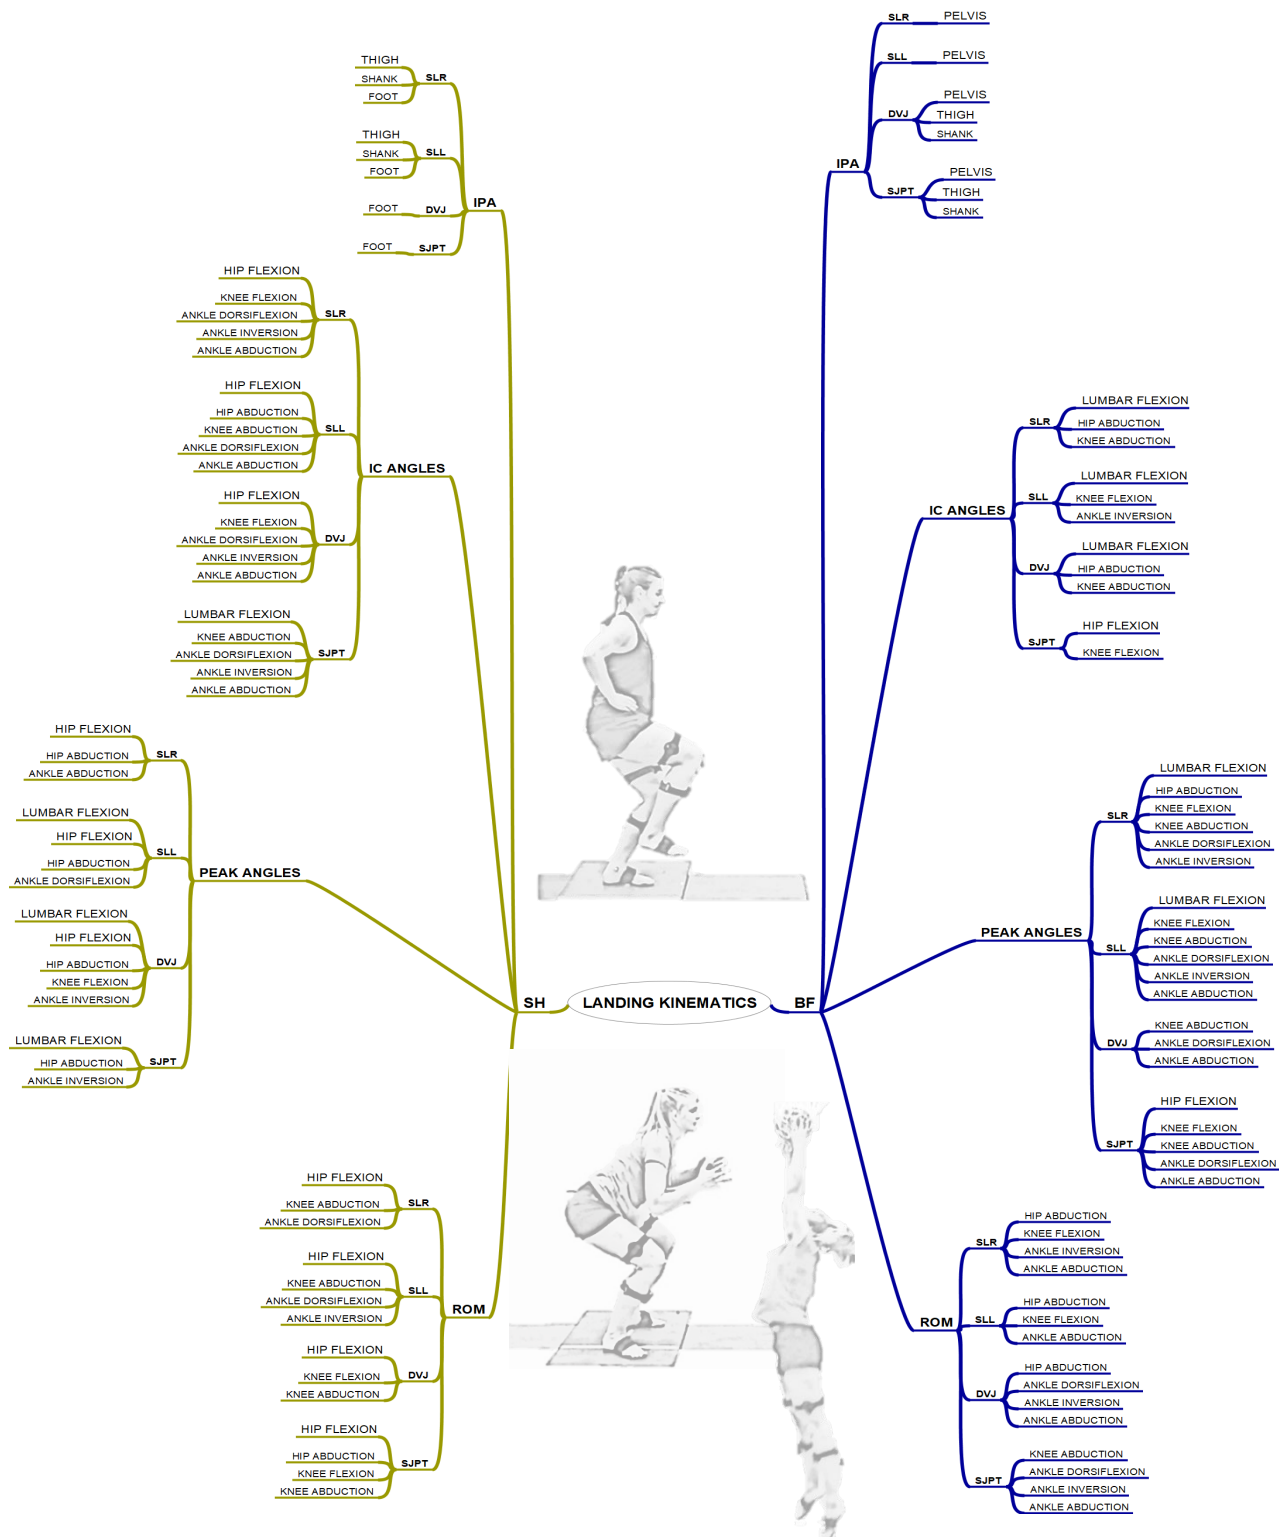 LANDING KINEMATICS
SH
IPA
SLR
THIGH
SHANK
FOOT
SLL
THIGH
SHANK
FOOT
DVJ
FOOT
SJPT
FOOT
IC ANGLES
SLR
HIP FLEXION
KNEE FLEXION
ANKLE DORSIFLEXION
ANKLE INVERSION
ANKLE ABDUCTION
SLL
HIP FLEXION
HIP ABDUCTION
KNEE ABDUCTION
ANKLE DORSIFLEXION
ANKLE ABDUCTION
DVJ
HIP FLEXION
KNEE FLEXION
ANKLE DORSIFLEXION
ANKLE INVERSION
ANKLE ABDUCTION
SJPT
LUMBAR FLEXION
KNEE ABDUCTION
ANKLE DORSIFLEXION
ANKLE INVERSION
ANKLE ABDUCTION
PEAK ANGLES
SLR
HIP FLEXION
HIP ABDUCTION
ANKLE ABDUCTION
SLL
LUMBAR FLEXION
HIP FLEXION
HIP ABDUCTION
ANKLE DORSIFLEXION
DVJ
LUMBAR FLEXION
HIP FLEXION
HIP ABDUCTION
KNEE FLEXION
ANKLE INVERSION
SJPT
LUMBAR FLEXION
HIP ABDUCTION
ANKLE INVERSION
ROM
SLR
HIP FLEXION
KNEE ABDUCTION
ANKLE DORSIFLEXION
SLL
HIP FLEXION
KNEE ABDUCTION
ANKLE DORSIFLEXION
ANKLE INVERSION
DVJ
HIP FLEXION
KNEE FLEXION
KNEE ABDUCTION
SJPT
HIP FLEXION
HIP ABDUCTION
KNEE FLEXION
KNEE ABDUCTION
BF
IPA
SLR
PELVIS
SLL
PELVIS
DVJ
PELVIS
THIGH
SHANK
SJPT
PELVIS
THIGH
SHANK
IC ANGLES
SLR
LUMBAR FLEXION
HIP ABDUCTION
KNEE ABDUCTION
SLL
LUMBAR FLEXION
KNEE FLEXION
ANKLE INVERSION
DVJ
LUMBAR FLEXION
HIP ABDUCTION
KNEE ABDUCTION
SJPT
HIP FLEXION
KNEE FLEXION
PEAK ANGLES
SLR
LUMBAR FLEXION
HIP ABDUCTION
KNEE FLEXION
KNEE ABDUCTION
ANKLE DORSIFLEXION
ANKLE INVERSION
SLL
LUMBAR FLEXION
KNEE FLEXION
KNEE ABDUCTION
ANKLE DORSIFLEXION
ANKLE INVERSION
ANKLE ABDUCTION
DVJ
KNEE ABDUCTION
ANKLE DORSIFLEXION
ANKLE ABDUCTION
SJPT
HIP FLEXION
KNEE FLEXION
KNEE ABDUCTION
ANKLE DORSIFLEXION
ANKLE ABDUCTION
ROM
SLR
HIP ABDUCTION
KNEE FLEXION
ANKLE INVERSION
ANKLE ABDUCTION
SLL
HIP ABDUCTION
KNEE FLEXION
ANKLE ABDUCTION
DVJ
HIP ABDUCTION
ANKLE DORSIFLEXION
ANKLE INVERSION
ANKLE ABDUCTION
SJPT
KNEE ABDUCTION
ANKLE DORSIFLEXION
ANKLE INVERSION
ANKLE ABDUCTION